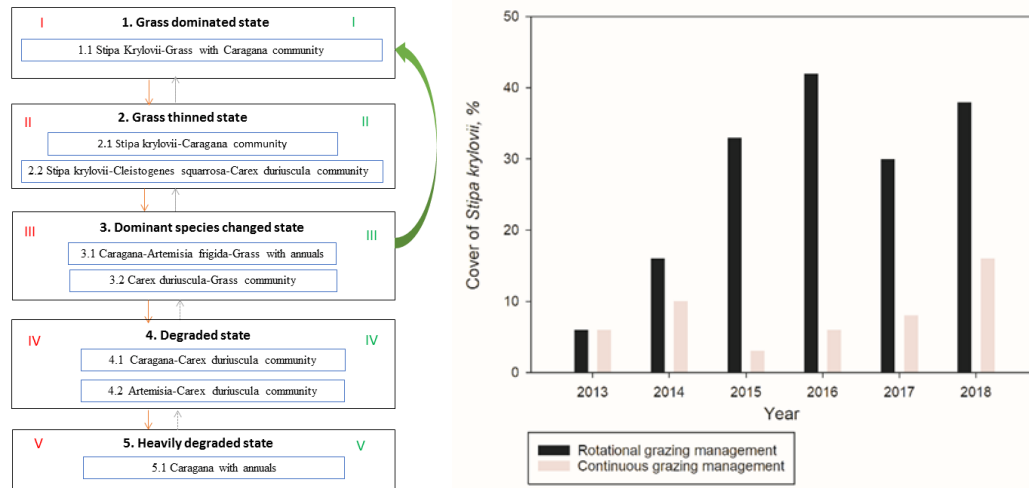 I
I
1. Grass dominated state
1.1 Stipa Krylovii-Grass with Caragana community
II
II
2. Grass thinned state
2.1 Stipa krylovii-Caragana community
2.2 Stipa krylovii-Cleistogenes squarrosa-Carex duriuscula community
III
III
3. Dominant species changed state
3.1 Caragana-Artemisia frigida-Grass with annuals
3.2 Carex duriuscula-Grass community
IV
IV
4. Degraded state
4.1 Caragana-Carex duriuscula community
4.2 Artemisia-Carex duriuscula community
V
V
5. Heavily degraded state
5.1 Caragana with annuals
Cover of Stipa krylovii, %
50
40
30
20
10
0
2013 2014 2015 2016 2017 2018
Year
Rotational grazing management
Continuous grazing management